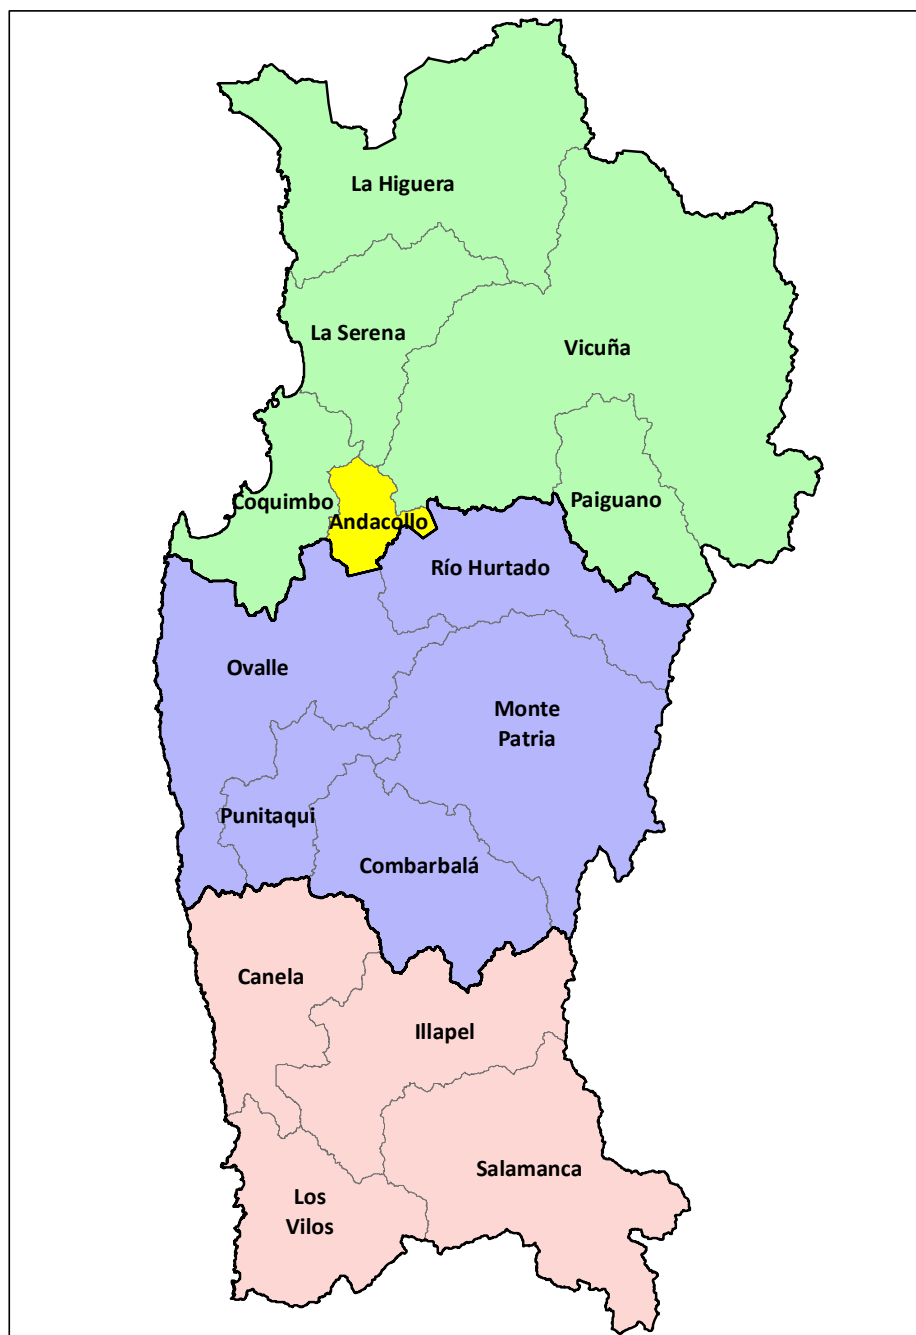 La Higuera
La Serena
Vicuña
Coquimbo
Paiguano
Andacollo
Río Hurtado
Ovalle
Monte
Patria
Punitaqui
Combarbalá
Canela
Illapel
Salamanca
Los
Vilos